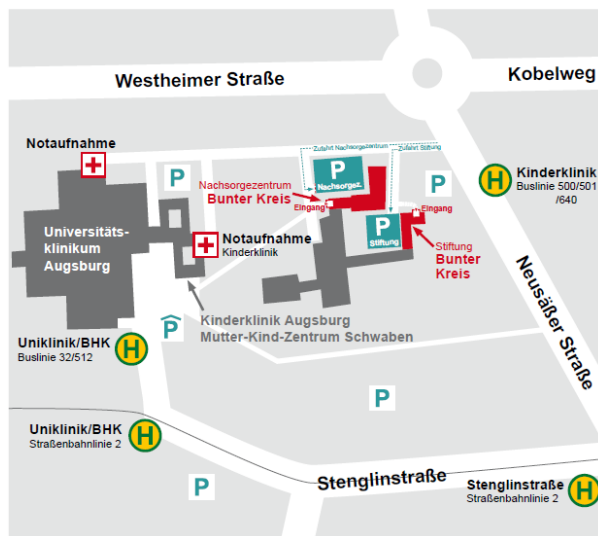 Westheimer Straße
Kobelweg
Notaufnahme
Zufahrt Nachsorgezentrum
Zufahrt Stiftung
P
P
Nachsorgez.
P
H
Kinderklinik
Buslinie 500/501
/640
Nachsorgezentrum
Bunter Kreis
Eingang
Eingang
P
Stiftung
Universitäts-
klinikum
Augsburg
Notaufnahme
Kinderklinik
Stiftung
Bunter
Kreis
Neusäßer Straße
Kinderklinik Augsburg
Mutter-Kind-Zentrum Schwaben
P
Uniklinik/BHK
Buslinie 32/512
H
P
Uniklinik/BHK
Straßenbahnlinie 2
H
P
Stenglinstraße
Stenglinstraße
Straßenbahnlinie 2
H